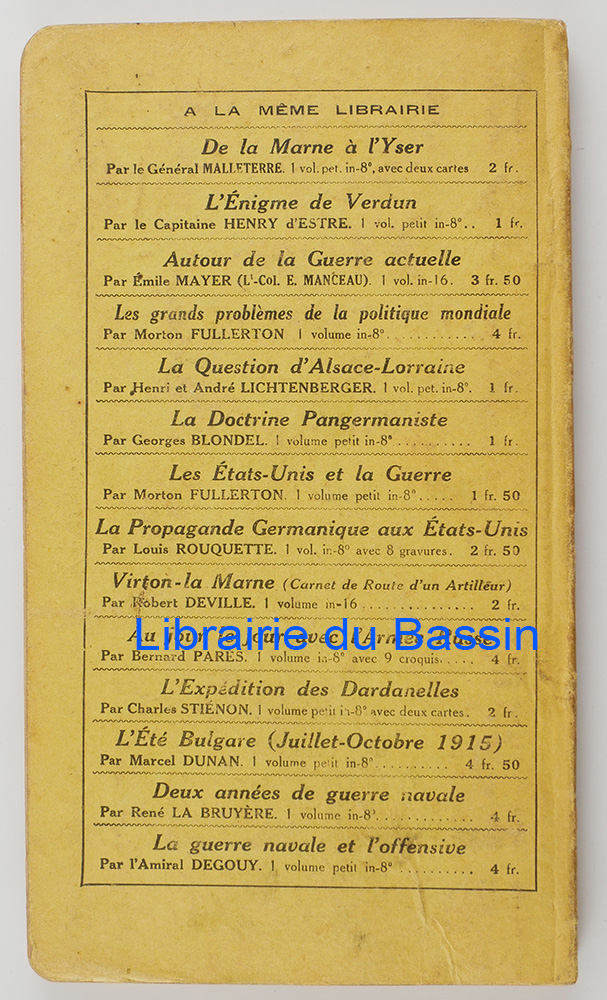 A LA MÊME LIBRAIRIE
De la Marne à l'Yser
Par le Général MALLETERRE. 1 vol. pet. in-8°, avec deux cartes 2 fr.
L'Énigme de Verdun
Par le Capitaine HENRY d'ESTRE. 1 vol. petit in-8°.. 1 fr.
Autour de la Guerre actuelle
Par Émile MAYER (Lt-Col. E. MANCEAU). 1 vol. in-16. 3 fr. 50
Les grands problèmes de la politique mondiale
Par Morton FULLERTON 1 volume in-8°............. 4 fr.
La Question d'Alsace-Lorraine
Par Henri et André LICHTENBERGER. 1 vol. pet. in-8°. 1 fr.
La Doctrine Pangermaniste
Par Georges BLONDEL. 1 volume petit in-8° .......... 1 fr.
Les États-Unis et la Guerre
Par Morton FULLERTON. 1 volume petit in-8°..... 1 fr. 50
La Propagande Germanique aux États-Unis
Par Louis ROUQUETTE. 1 vol. in-8° avec 8 gravures. 2 fr. 50
Virton-la Marne (Carnet de Route d'un Artilleur)
Par Robert DEVILLE. 1 volume in-16 ............... 2 fr.
Au jour le jour avec l'Armée Russe
Librairie du Bassin
Par Bernard PARÈS. 1 volume in-8° avec 9 croquis..... 4 fr.
L'Expédition des Dardanelles
Par Charles STIÉNON. 1 volume petit in-8° avec deux cartes. 2 fr.
L'Été Bulgare (Juillet-Octobre 1915)
Par Marcel DUNAN. 1 volume petit in-8°.......... 4 fr. 50
Deux années de guerre navale
Par René LA BRUYÈRE. 1 volume in-8°............. 4 fr.
La guerre navale et l'offensive
Par l'Amiral DEGOUY. 1 volume petit in-8° .......... 4 fr.